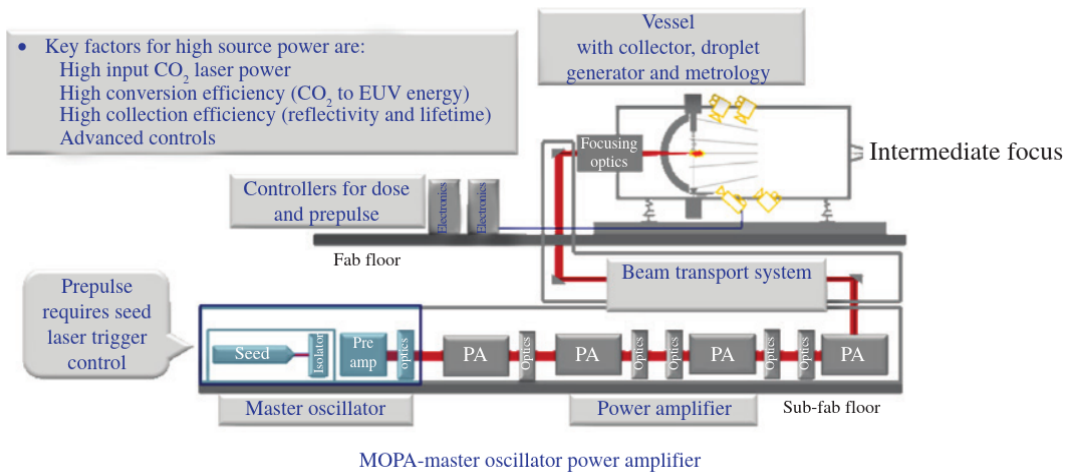 • Key factors for high source power are:
High input CO₂ laser power
High conversion efficiency (CO₂ to EUV energy)
High collection efficiency (reflectivity and lifetime)
Advanced controls
Vessel
with collector, droplet
generator and metrology
Focusing
optics
Intermediate focus
Controllers for dose
and prepulse
Electronics
Electronics
Fab floor
Beam transport system
Prepulse
requires seed
laser trigger
control
Seed
Isolator
Pre
amp
Optics
PA
Optics
PA
Optics
Optics
PA
Optics
Optics
PA
Master oscillator
Power amplifier
Sub-fab floor
MOPA-master oscillator power amplifier